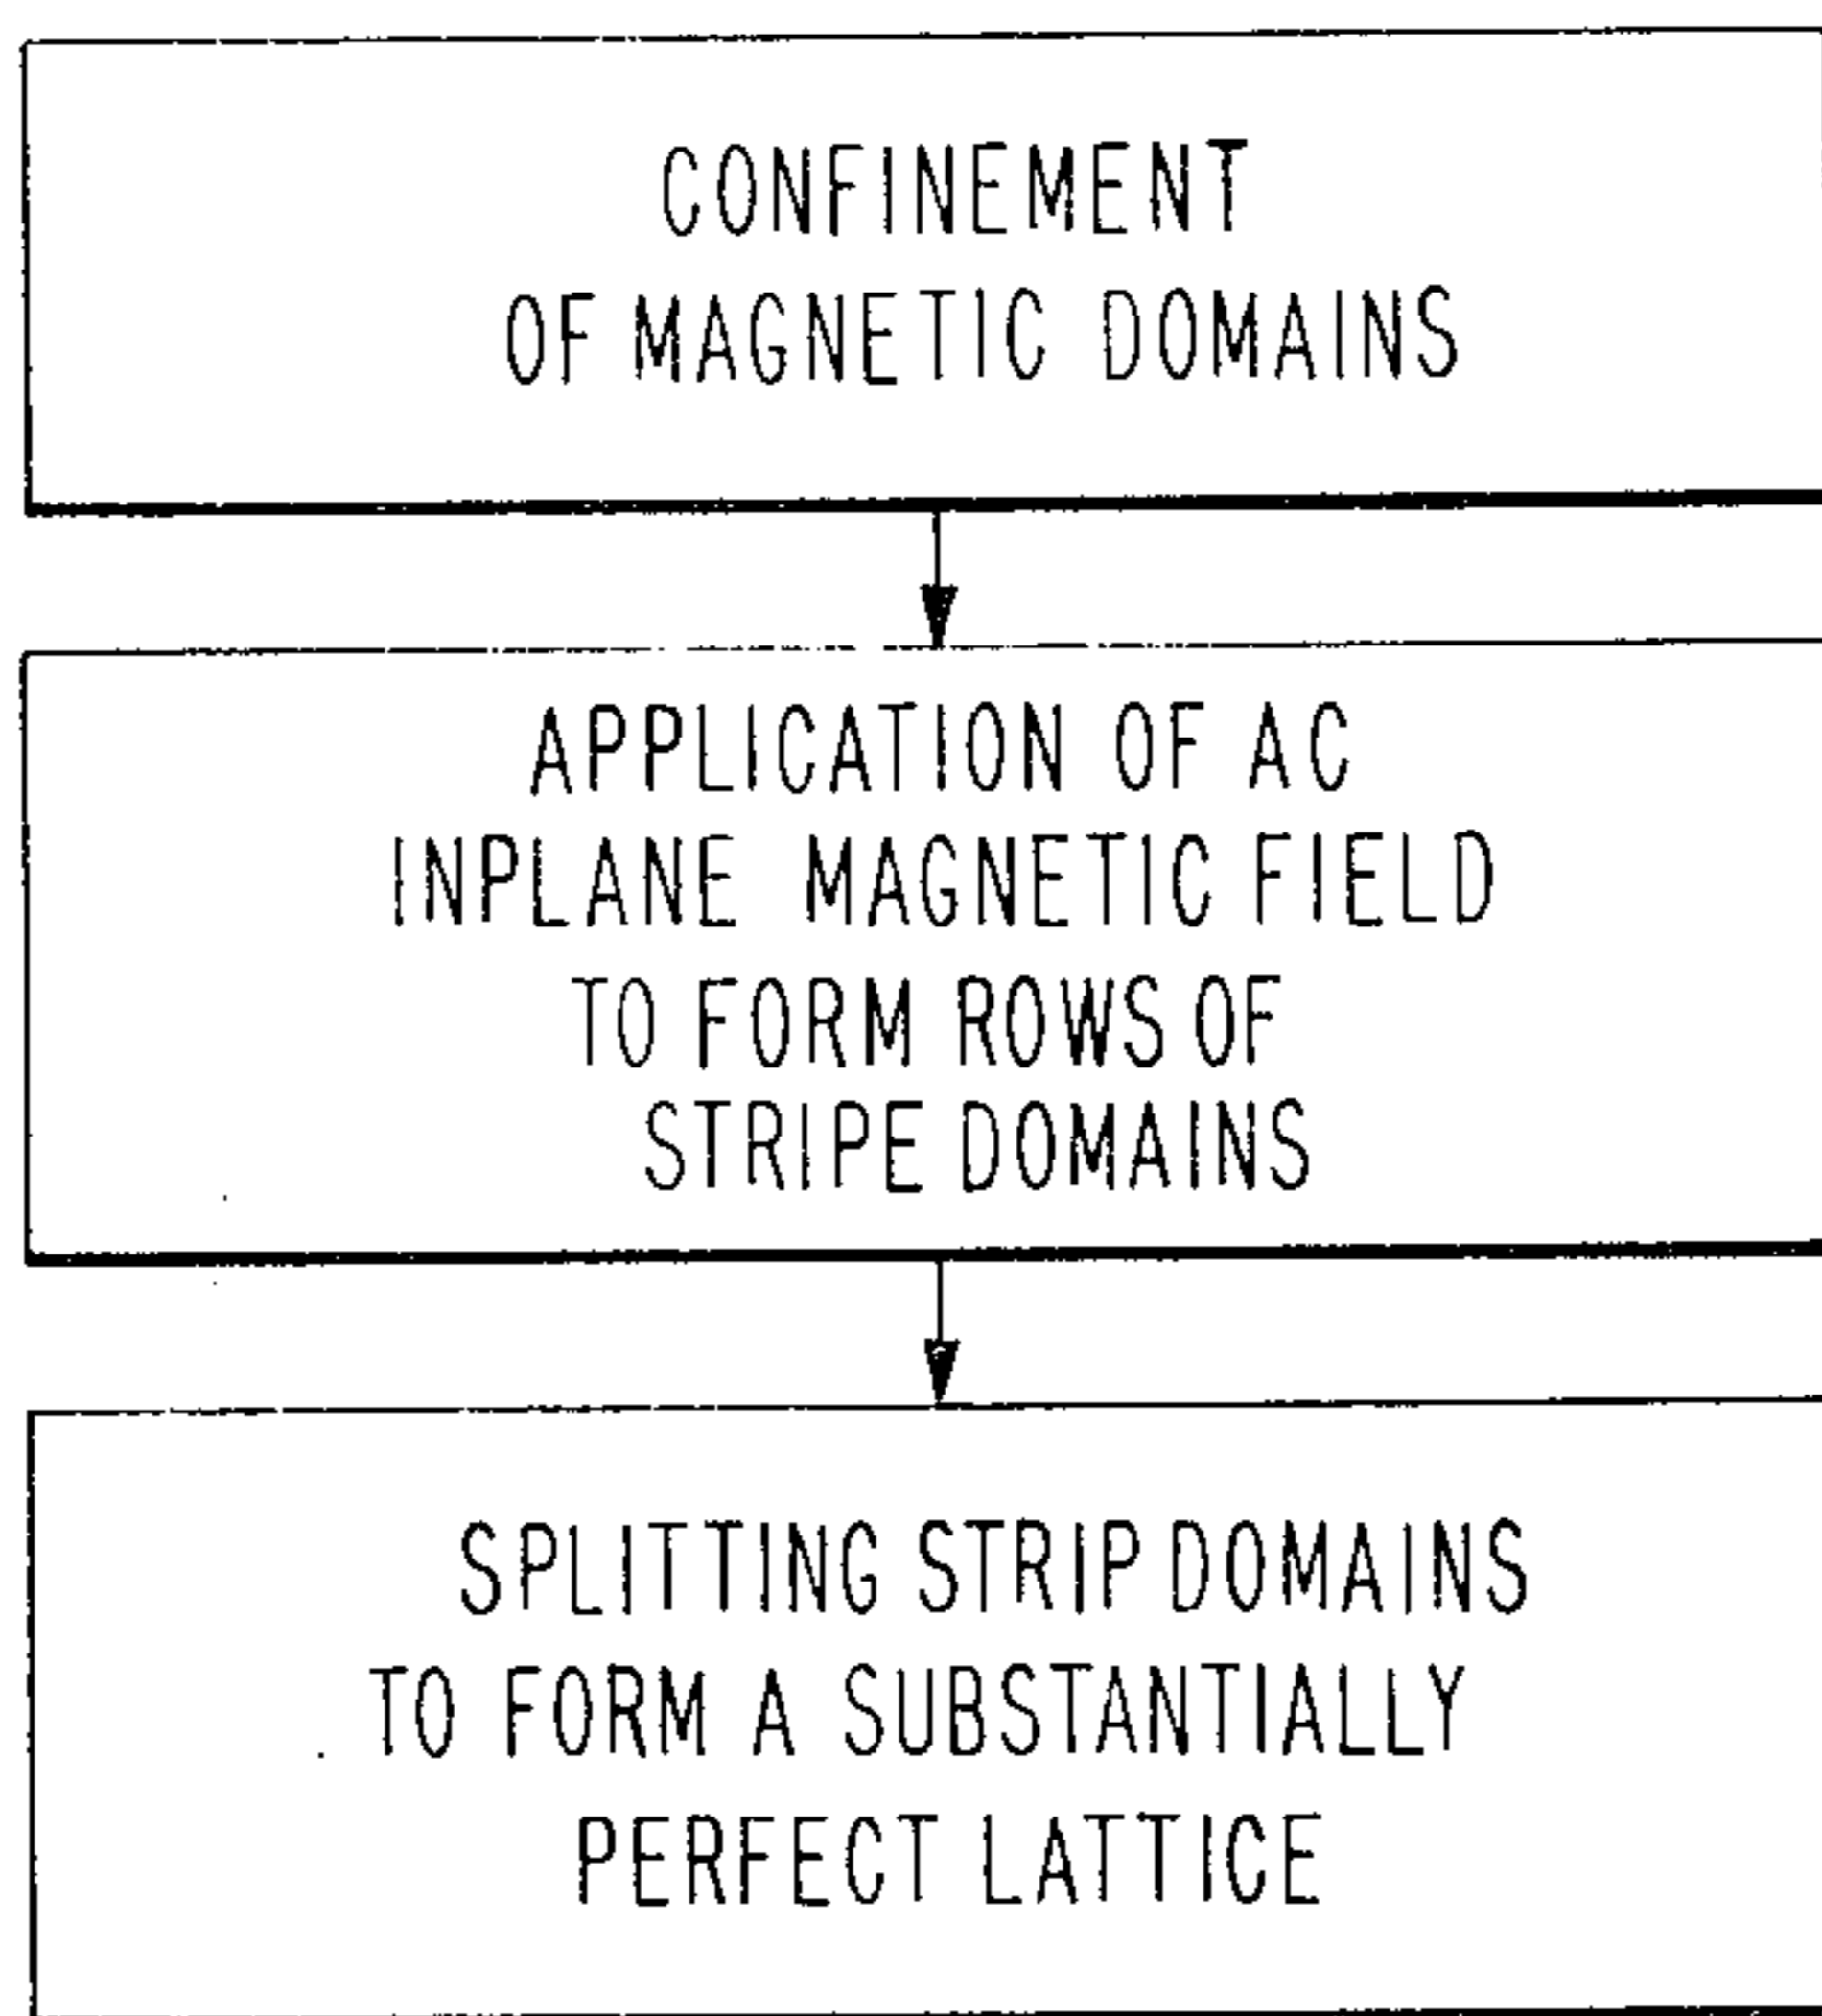 CONFINEMENT
OF MAGNETIC DOMAINS
APPLICATION OF AC
INPLANE MAGNETIC FIELD
TO FORM ROWS OF
STRIPE DOMAINS
SPLITTING STRIP DOMAINS
TO FORM A SUBSTANTIALLY
PERFECT LATTICE